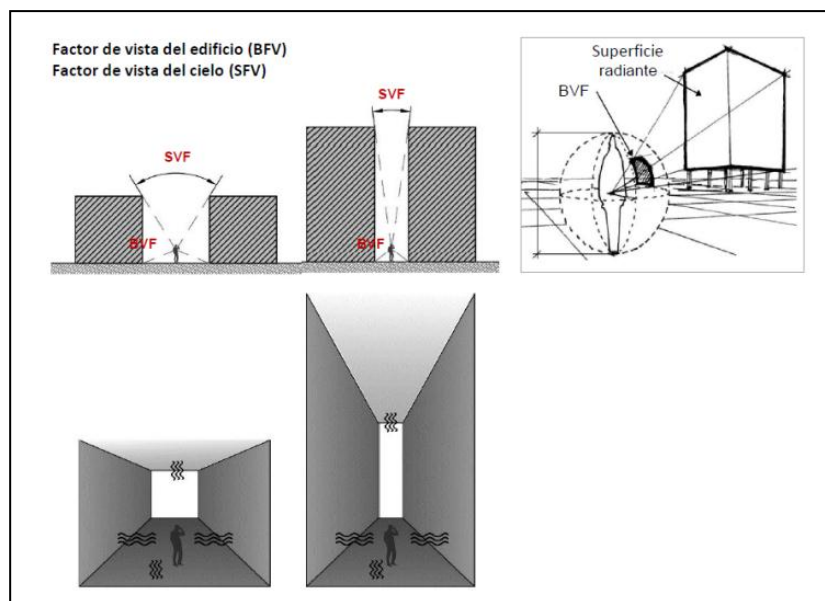 Factor de vista del edificio (BFV)
Factor de vista del cielo (SFV)
SVF
BVF
SVF
BVF
Superficie
radiante
BVF